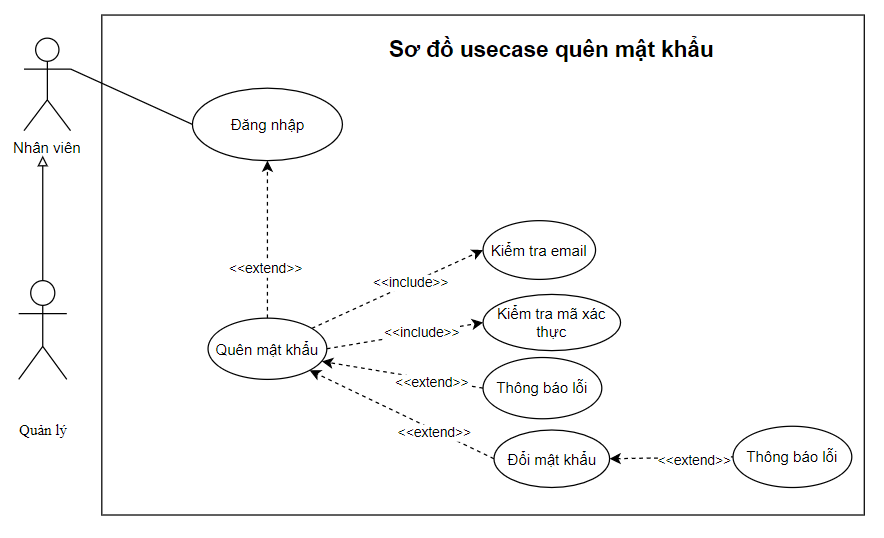 Sơ đồ usecase quên mật khẩu
Đăng nhập
Nhân viên
<<extend>>
Kiểm tra email
<<include>>
Kiểm tra mã xác
thực
<<include>>
Quên mật khẩu
<<extend>>
Thông báo lỗi
Quản lý
<<extend>>
Đổi mật khẩu
<<extend>>
Thông báo lỗi